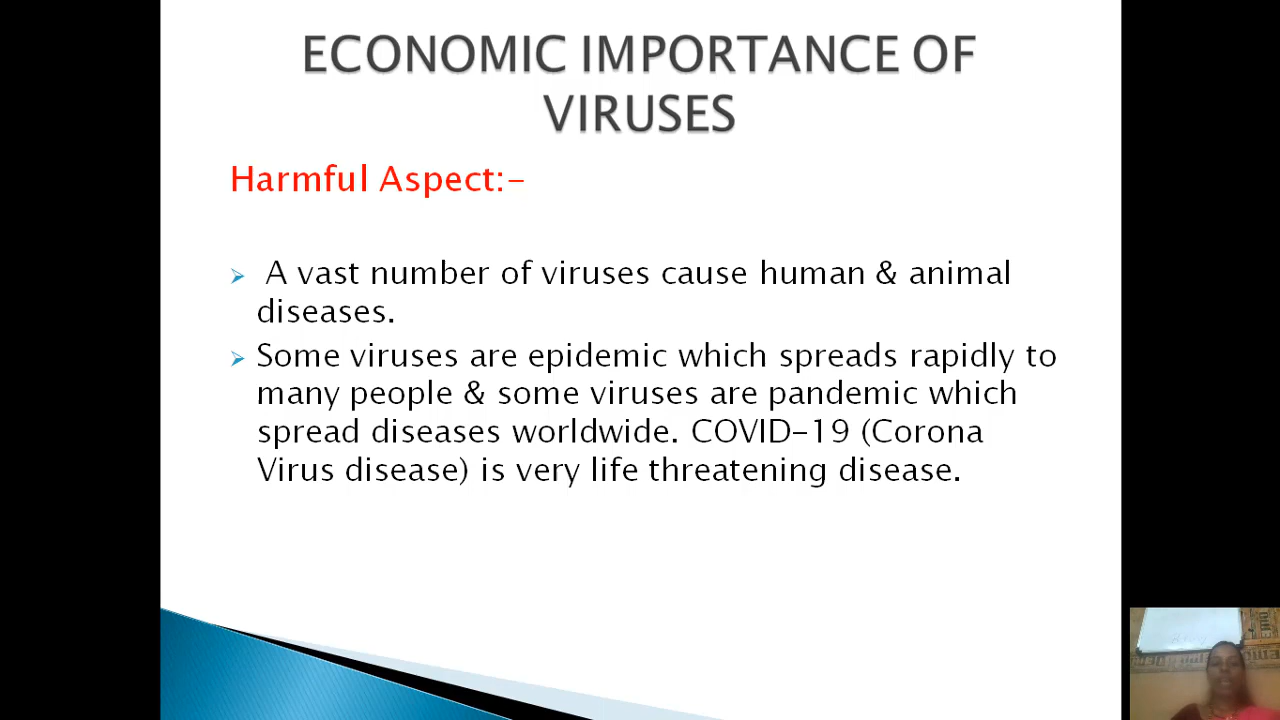 ECONOMIC IMPORTANCE OF
VIRUSES
Harmful Aspect:-
A vast number of viruses cause human & animal
diseases.
Some viruses are epidemic which spreads rapidly to
many people & some viruses are pandemic which
spread diseases worldwide. COVID-19 (Corona
Virus disease) is very life threatening disease.